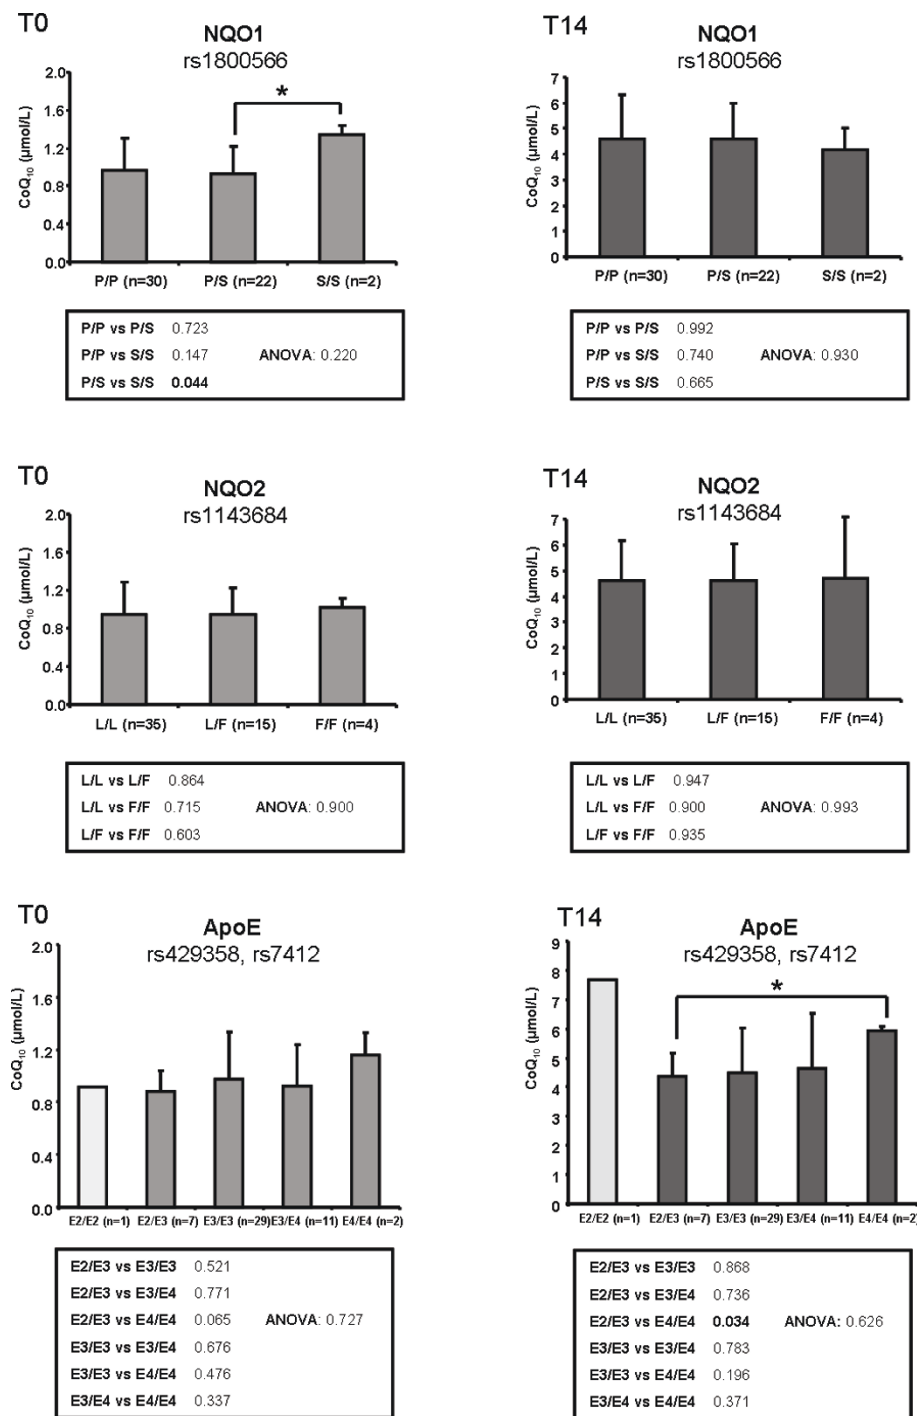 T0
NQO1
rs1800566
CoQ10 (µmol/L)
2.0
1.6
1.2
0.8
0.4
0.0
*
P/P (n=30) P/S (n=22) S/S (n=2)
P/P vs P/S 0.723
P/P vs S/S 0.147 ANOVA: 0.220
P/S vs S/S 0.044
T14
NQO1
rs1800566
CoQ10 (µmol/L)
7
6
5
4
3
2
1
0
P/P (n=30) P/S (n=22) S/S (n=2)
P/P vs P/S 0.992
P/P vs S/S 0.740 ANOVA: 0.930
P/S vs S/S 0.665
T0
NQO2
rs1143684
CoQ10 (µmol/L)
2.0
1.6
1.2
0.8
0.4
0.0
L/L (n=35) L/F (n=15) F/F (n=4)
L/L vs L/F 0.864
L/L vs F/F 0.715 ANOVA: 0.900
L/F vs F/F 0.603
T14
NQO2
rs1143684
CoQ10 (µmol/L)
7
6
5
4
3
2
1
0
L/L (n=35) L/F (n=15) F/F (n=4)
L/L vs L/F 0.947
L/L vs F/F 0.900 ANOVA: 0.993
L/F vs F/F 0.935
T0
ApoE
rs429358, rs7412
CoQ10 (µmol/L)
2.0
1.6
1.2
0.8
0.4
0.0
E2/E2 (n=1) E2/E3 (n=7) E3/E3 (n=29) E3/E4 (n=11) E4/E4 (n=2)
E2/E3 vs E3/E3 0.521
E2/E3 vs E3/E4 0.771
E2/E3 vs E4/E4 0.065 ANOVA: 0.727
E3/E3 vs E3/E4 0.676
E3/E3 vs E4/E4 0.476
E3/E4 vs E4/E4 0.337
T14
ApoE
rs429358, rs7412
CoQ10 (µmol/L)
9
8
7
6
5
4
3
2
1
0
*
E2/E2 (n=1) E2/E3 (n=7) E3/E3 (n=29) E3/E4 (n=11) E4/E4 (n=2)
E2/E3 vs E3/E3 0.868
E2/E3 vs E3/E4 0.736
E2/E3 vs E4/E4 0.034 ANOVA: 0.626
E3/E3 vs E3/E4 0.783
E3/E3 vs E4/E4 0.196
E3/E4 vs E4/E4 0.371